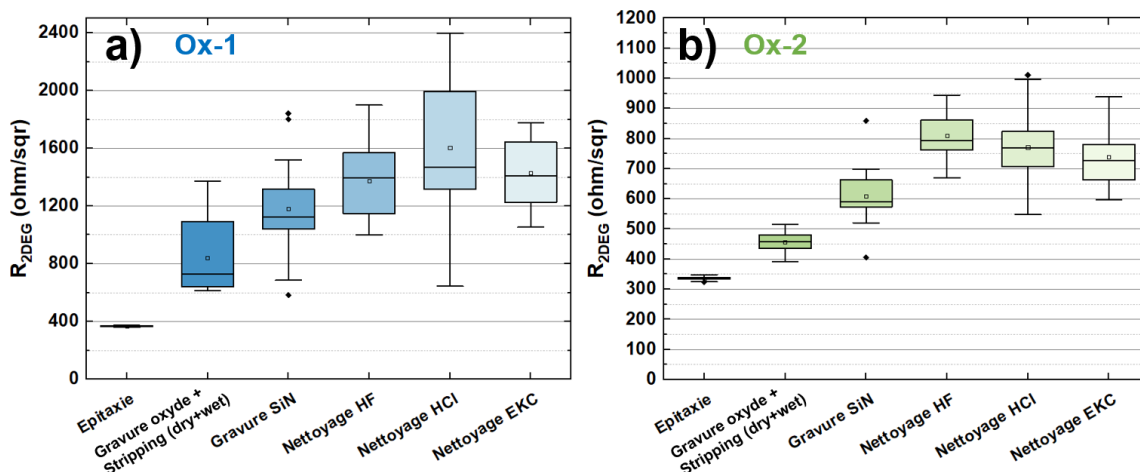 a) Ox-1
R2DEG (ohm/sqr)
2400
2000
1600
1200
800
400
0
Epitaxie
Gravure oxyde +
Stripping (dry+wet)
Gravure SiN
Nettoyage HF
Nettoyage HCl
Nettoyage EKC
b) Ox-2
R2DEG (ohm/sqr)
1200
1100
1000
900
800
700
600
500
400
300
200
100
0
Epitaxie
Gravure oxyde +
Stripping (dry+wet)
Gravure SiN
Nettoyage HF
Nettoyage HCl
Nettoyage EKC